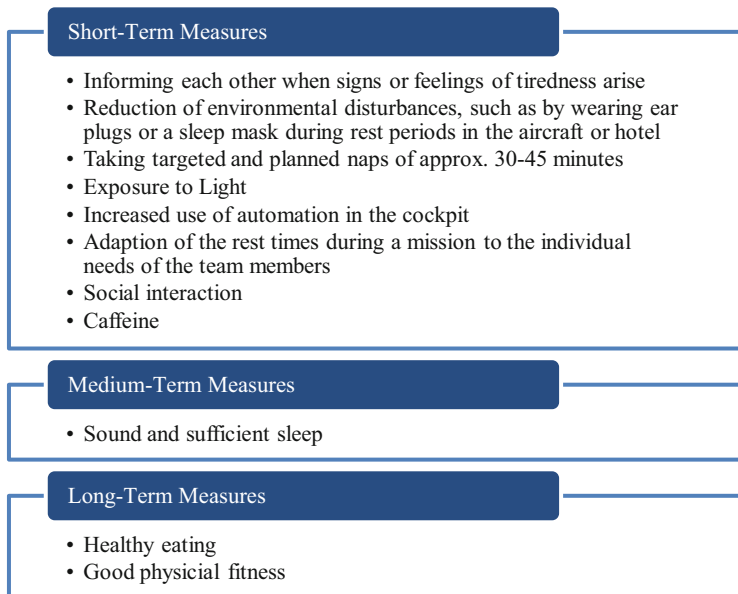 Short-Term Measures
• Informing each other when signs or feelings of tiredness arise
• Reduction of environmental disturbances, such as by wearing ear
plugs or a sleep mask during rest periods in the aircraft or hotel
• Taking targeted and planned naps of approx. 30-45 minutes
• Exposure to Light
• Increased use of automation in the cockpit
• Adaption of the rest times during a mission to the individual
needs of the team members
• Social interaction
• Caffeine
Medium-Term Measures
• Sound and sufficient sleep
Long-Term Measures
• Healthy eating
• Good physicial fitness